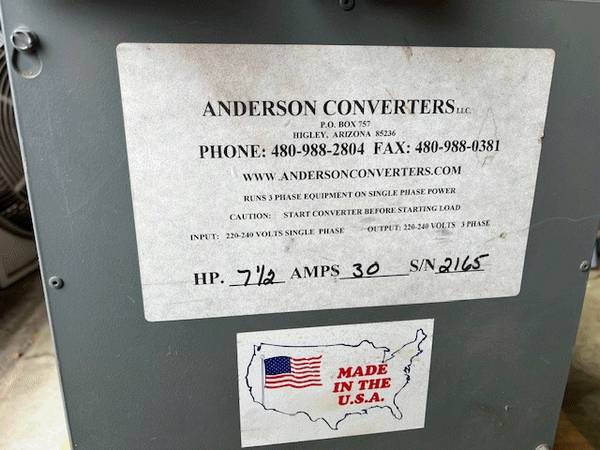 ANDERSON CONVERTERS LLC.
P.O. BOX 757
HIGLEY, ARIZONA 85236
PHONE: 480-988-2804 FAX: 480-988-0381
WWW.ANDERSONCONVERTERS.COM
RUNS 3 PHASE EQUIPMENT ON SINGLE PHASE POWER
CAUTION: START CONVERTER BEFORE STARTING LOAD
INPUT: 220-240 VOLTS SINGLE PHASE OUTPUT: 220-240 VOLTS 3 PHASE
HP. 7 1/2 AMPS 30 S/N 2165
MADE
IN THE
U.S.A.